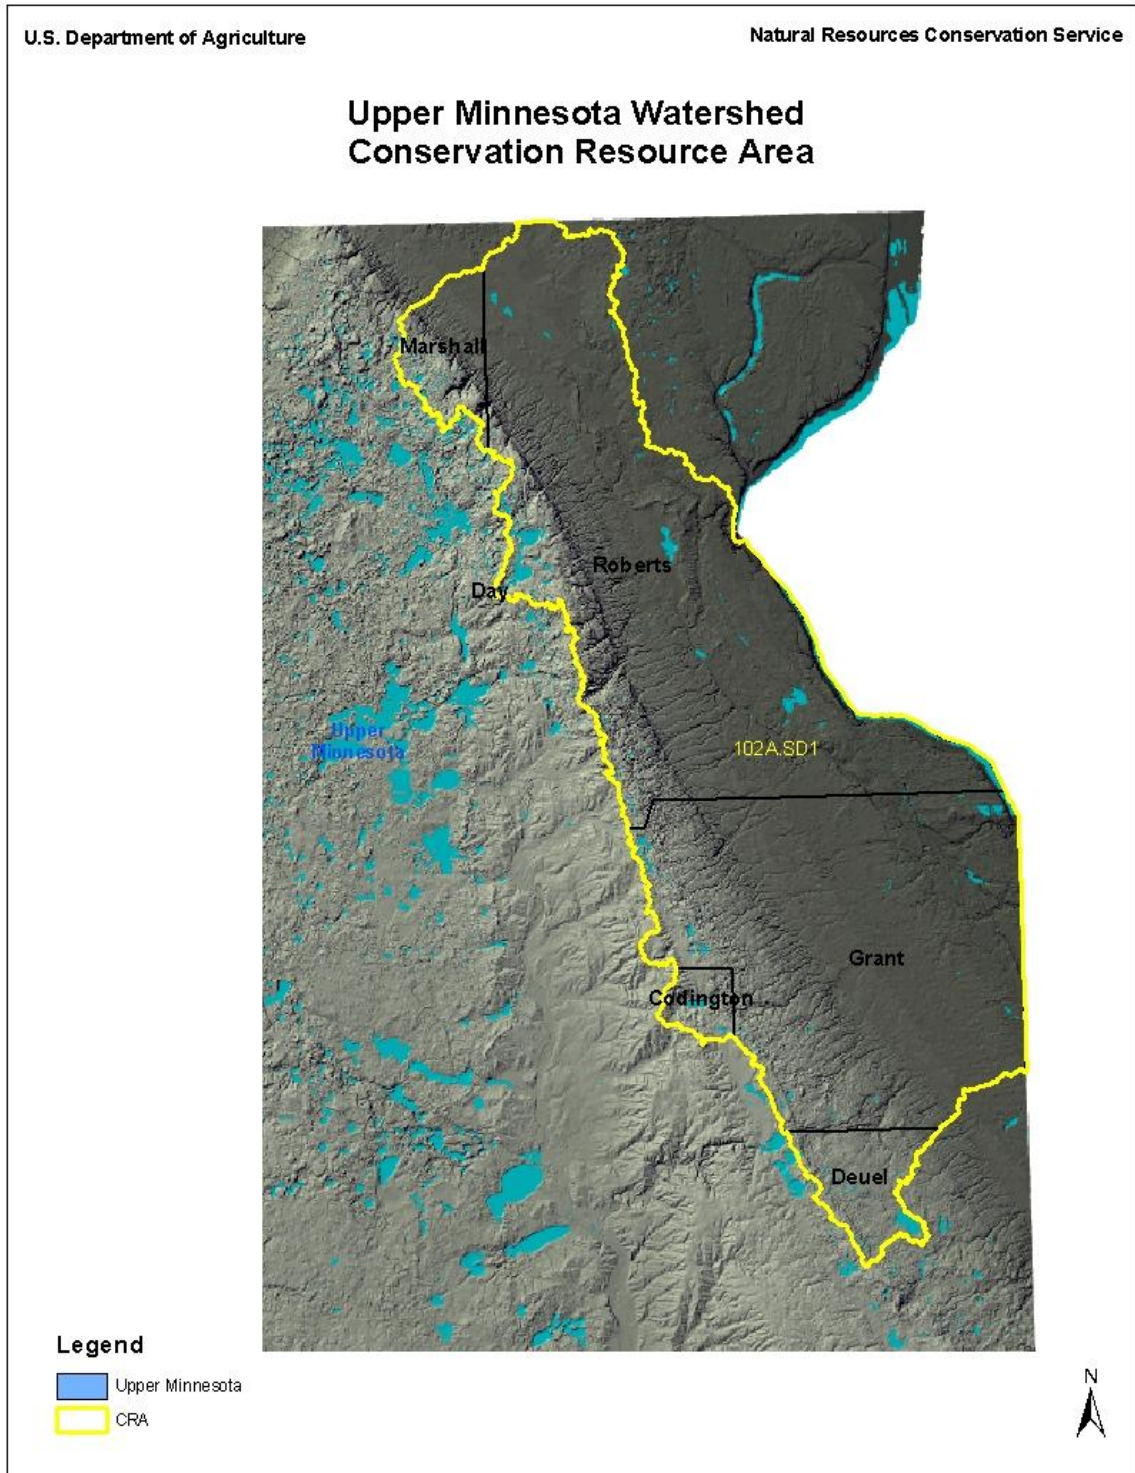 U.S. Department of Agriculture
Natural Resources Conservation Service
Upper Minnesota Watershed
Conservation Resource Area
Marshall
Roberts
Day
Upper
Minnesota
102A.SD1
Grant
Codington
Deuel
Legend
Upper Minnesota
CRA
N